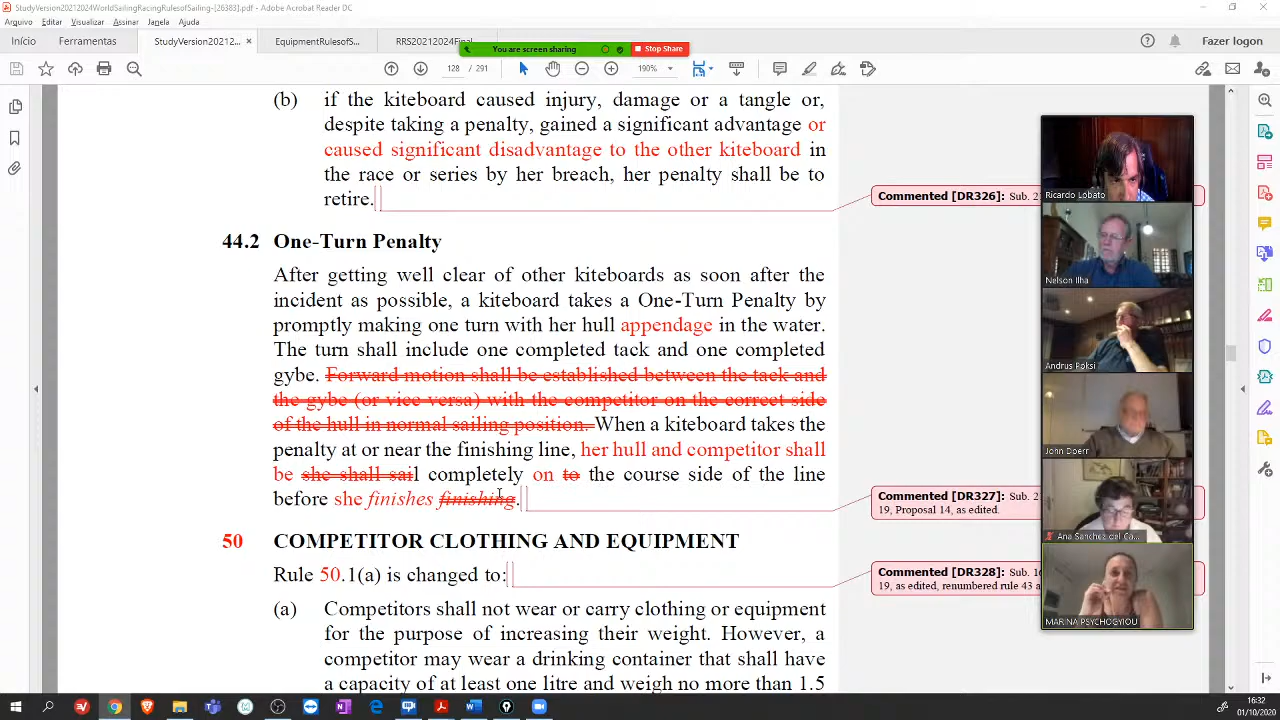 StudyVersion20212024WorldSailingRacingRulesofSailing-[26383].pdf - Adobe Acrobat Reader DC
Arquivo Editar Visualizar Assinar Janela Ajuda
Início Ferramentas StudyVersion20212... × EquipmentRulesofS... RRS20212024Final
Fazer logon
You are screen sharing Stop Share
128 / 291 190%
(b) if the kiteboard caused injury, damage or a tangle or,
despite taking a penalty, gained a significant advantage or
caused significant disadvantage to the other kiteboard in
the race or series by her breach, her penalty shall be to
retire.
Commented [DR326]: Sub. 2
44.2 One-Turn Penalty
After getting well clear of other kiteboards as soon after the
incident as possible, a kiteboard takes a One-Turn Penalty by
promptly making one turn with her hull appendage in the water.
The turn shall include one completed tack and one completed
gybe. Forward motion shall be established between the tack and
the gybe (or vice versa) with the competitor on the correct side
of the hull in normal sailing position. When a kiteboard takes the
penalty at or near the finishing line, her hull and competitor shall
be she shall sail completely on to the course side of the line
before she finishes finishing.
Commented [DR327]: Sub. 2
19, Proposal 14, as edited.
50 COMPETITOR CLOTHING AND EQUIPMENT
Rule 50.1(a) is changed to:
Commented [DR328]: Sub. 1
19, as edited, renumbered rule 43 a
(a) Competitors shall not wear or carry clothing or equipment
for the purpose of increasing their weight. However, a
competitor may wear a drinking container that shall have
a capacity of at least one litre and weigh no more than 1.5
Ricardo Lobato
Nelson Ilha
Andrus Poksi
John Doerr
Ana Sanchez del Ca...
MARINA PSYCHOGYIOU
16:32
01/10/2020